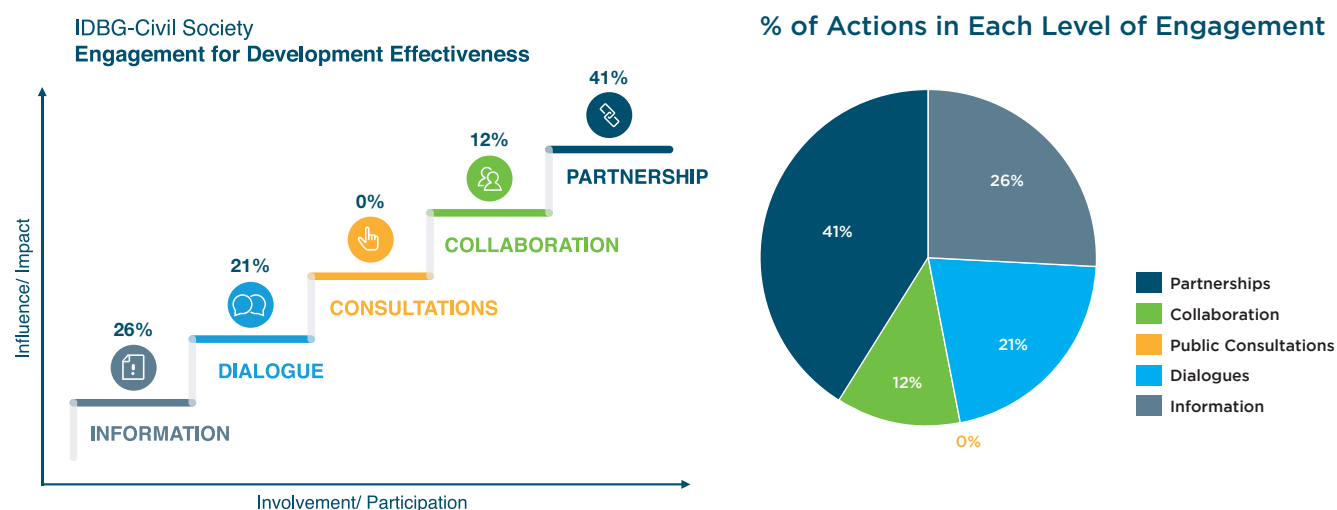 IDBG-Civil Society
Engagement for Development Effectiveness
41%
12%
0%
21%
26%
PARTNERSHIP
COLLABORATION
CONSULTATIONS
DIALOGUE
INFORMATION
Influence/ Impact
Involvement/ Participation
% of Actions in Each Level of Engagement
26%
41%
21%
12%
0%
Partnerships
Collaboration
Public Consultations
Dialogues
Information